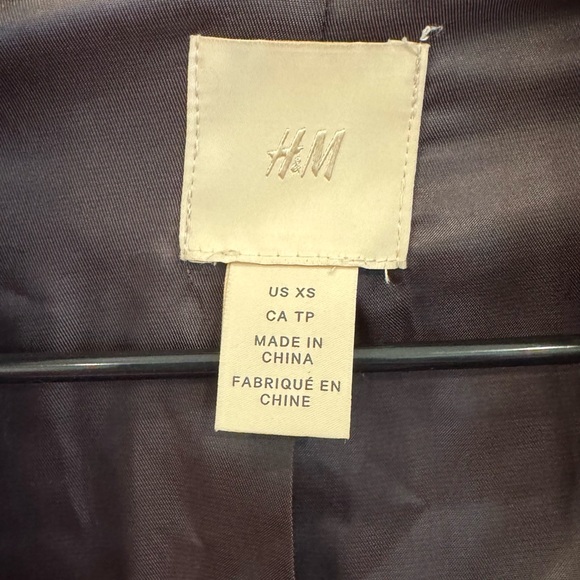 H&M
US XS
CA TP
MADE IN
CHINA
FABRIQUÉ EN
CHINE